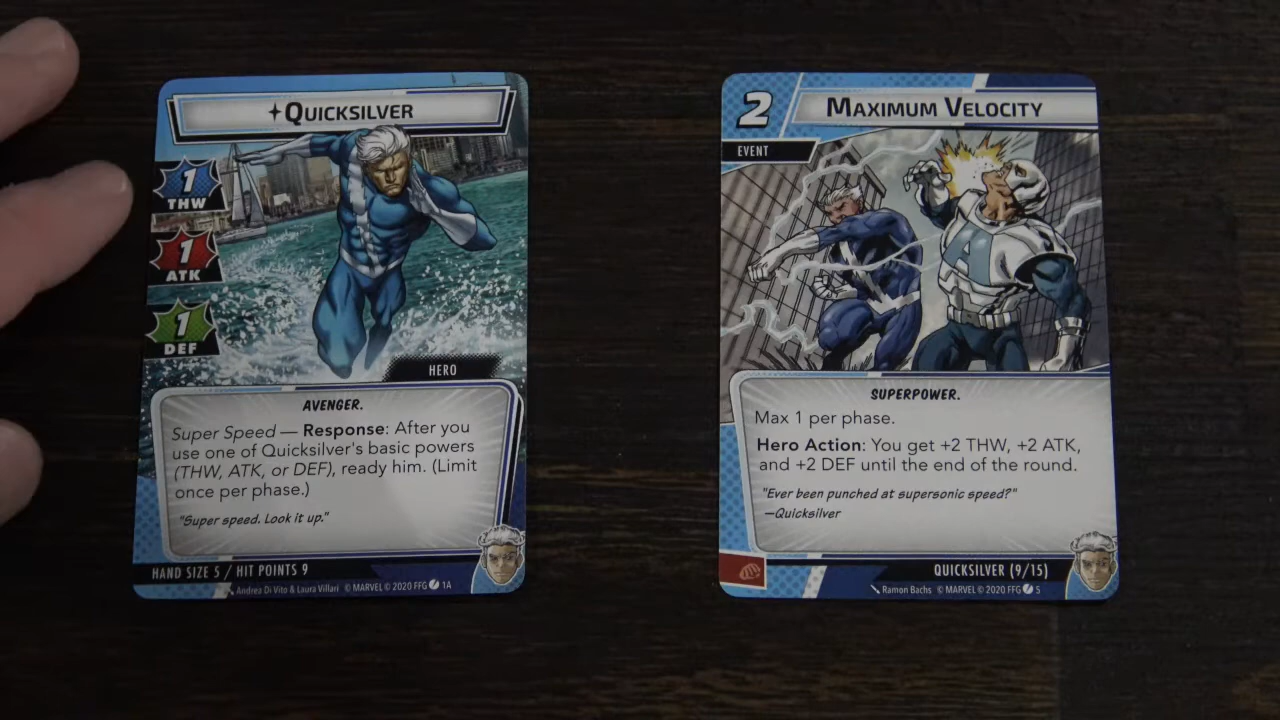 QUICKSILVER
1
THW
1
ATK
1
DEF
HERO
AVENGER.
Super Speed — Response: After you
use one of Quicksilver's basic powers
(THW, ATK, or DEF), ready him. (Limit
once per phase.)
"Super speed. Look it up."
HAND SIZE 5 / HIT POINTS 9
Andrea Di Vito & Laura Villari © MARVEL © 2020 FFG 1A
2
MAXIMUM VELOCITY
EVENT
A
SUPERPOWER.
Max 1 per phase.
Hero Action: You get +2 THW, +2 ATK,
and +2 DEF until the end of the round.
"Ever been punched at supersonic speed?"
—Quicksilver
QUICKSILVER (9/15)
Ramon Bachs © MARVEL © 2020 FFG 5